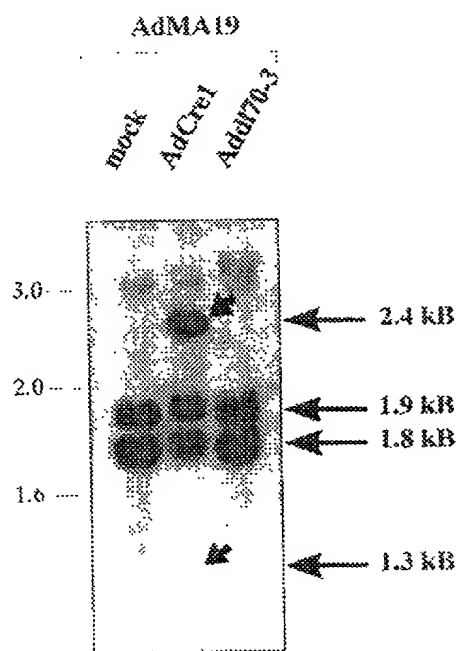 AdMA19
mock
AdCre1
Addl70-3
3.0
2.4 kB
2.0
1.9 kB
1.8 kB
1.6
1.3 kB